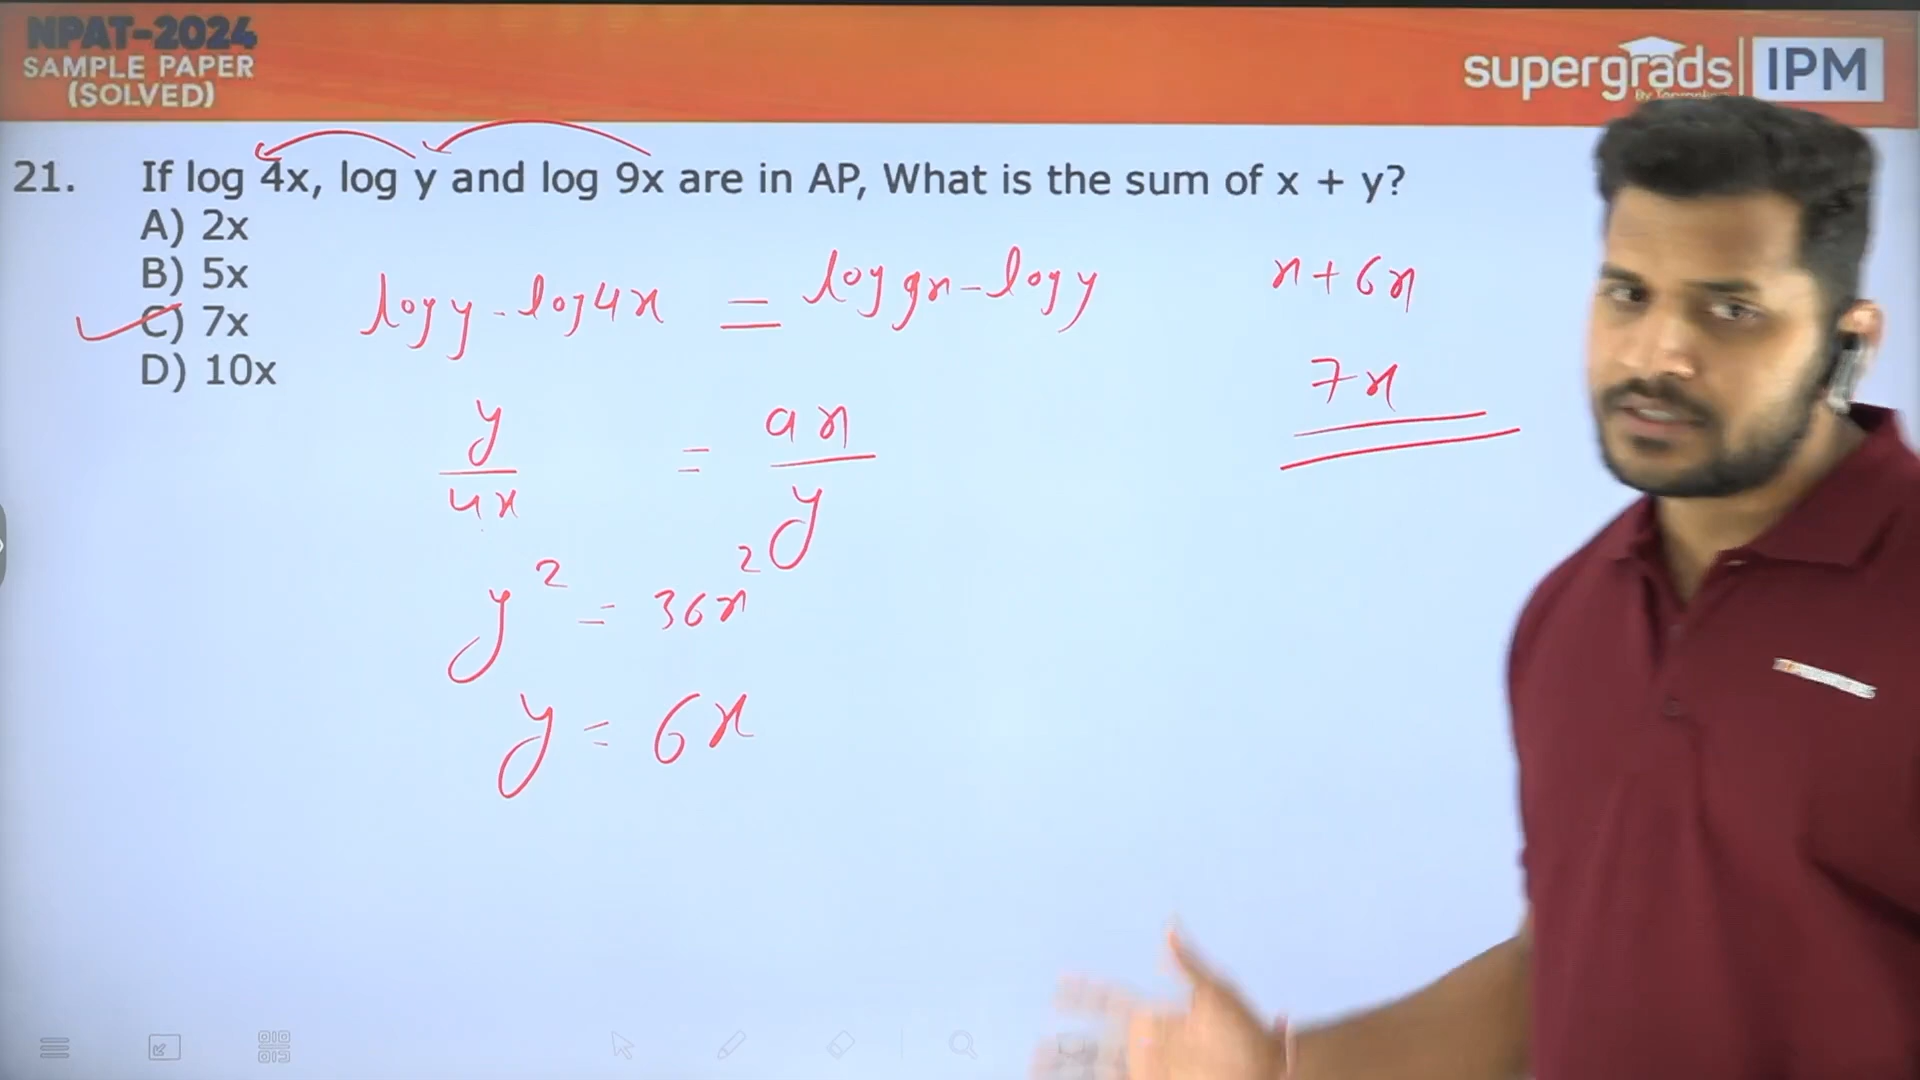 NPAT-2024
SAMPLE PAPER
(SOLVED)
supergrads IPM
21. If log 4x, log y and log 9x are in AP, What is the sum of x + y?
A) 2x
B) 5x
C) 7x
D) 10x
log y - log 4x = log 9x - log y
y/4x = 9x/y
y² = 36x²
y = 6x
x + 6x
7x